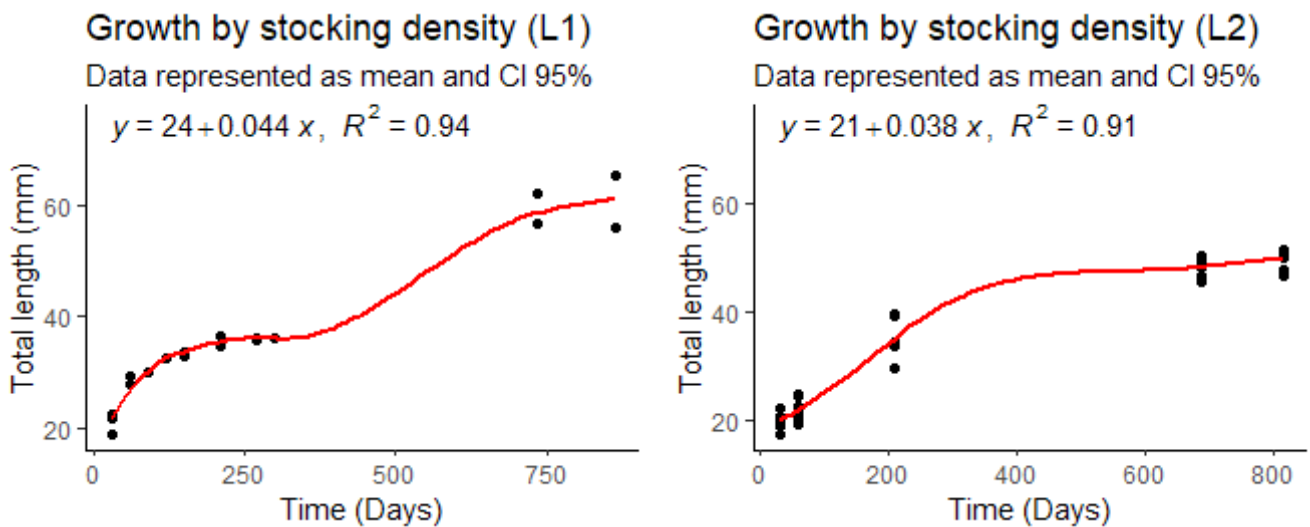 Growth by stocking density (L1)
Data represented as mean and CI 95%
y = 24+0.044 x, R² = 0.94
Total length (mm)
60
40
20
0
250
500
750
Time (Days)
Growth by stocking density (L2)
Data represented as mean and CI 95%
y = 21+0.038 x, R² = 0.91
Total length (mm)
60
40
20
0
200
400
600
800
Time (Days)